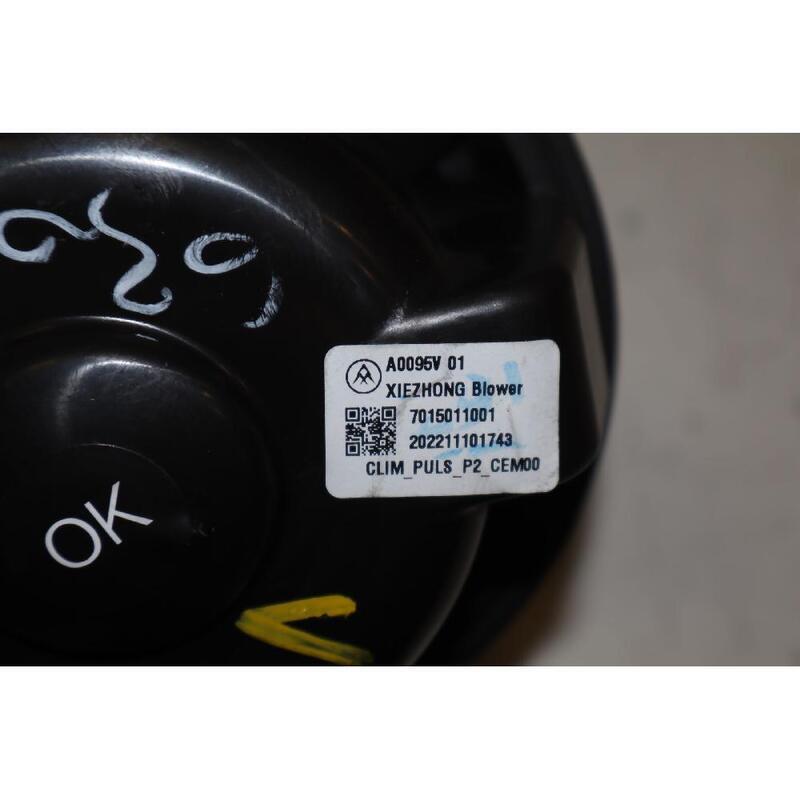 A0095V 01
XIEZHONG Blower
7015011001
202211101743
CLIM_PULS_P2_CEM00
OK